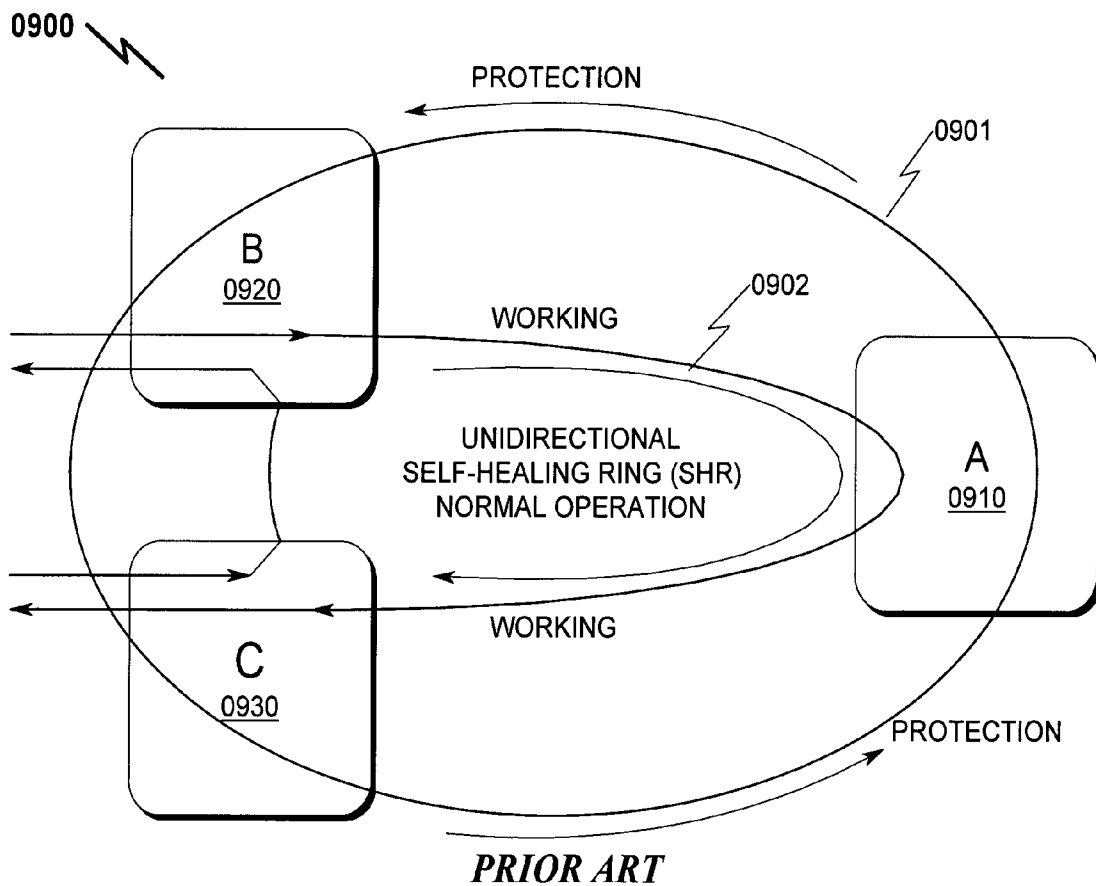 0900
PROTECTION
0901
B
0920
0902
WORKING
UNIDIRECTIONAL
SELF-HEALING RING (SHR)
NORMAL OPERATION
A
0910
WORKING
C
0930
PROTECTION
PRIOR ART